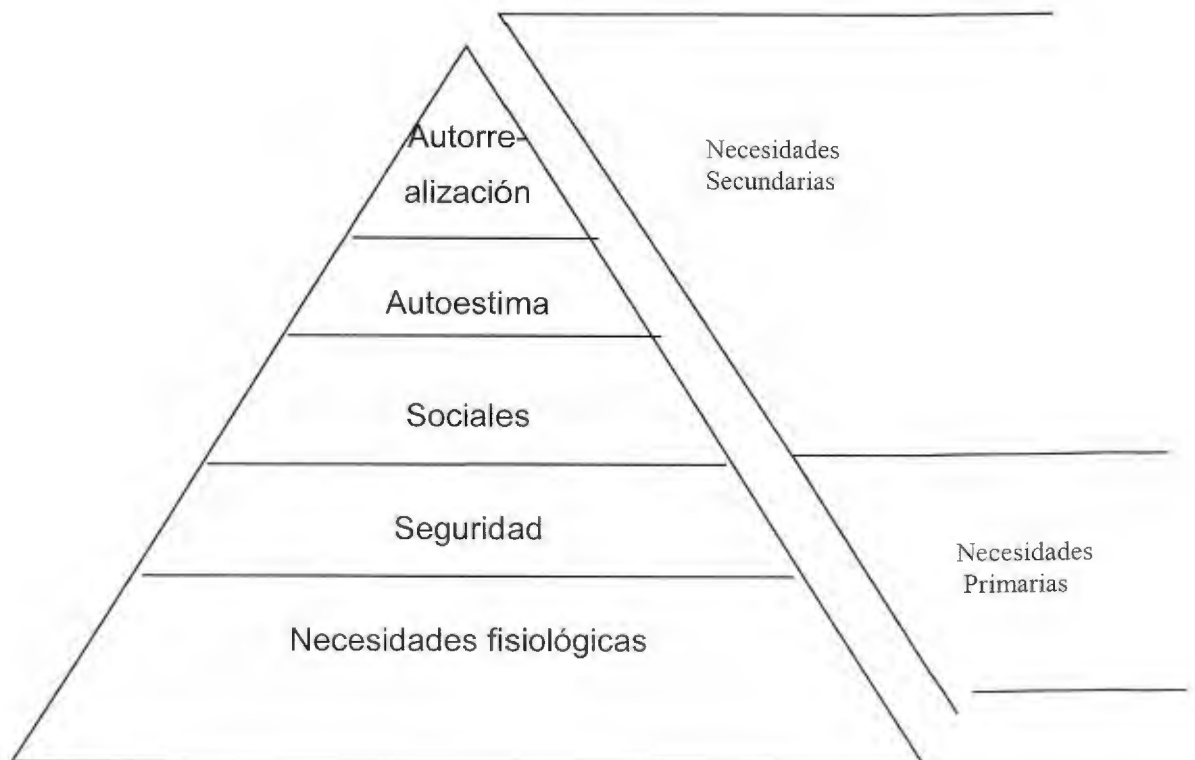 Autorre-
alización
Autoestima
Sociales
Seguridad
Necesidades fisiológicas
Necesidades
Secundarias
Necesidades
Primarias